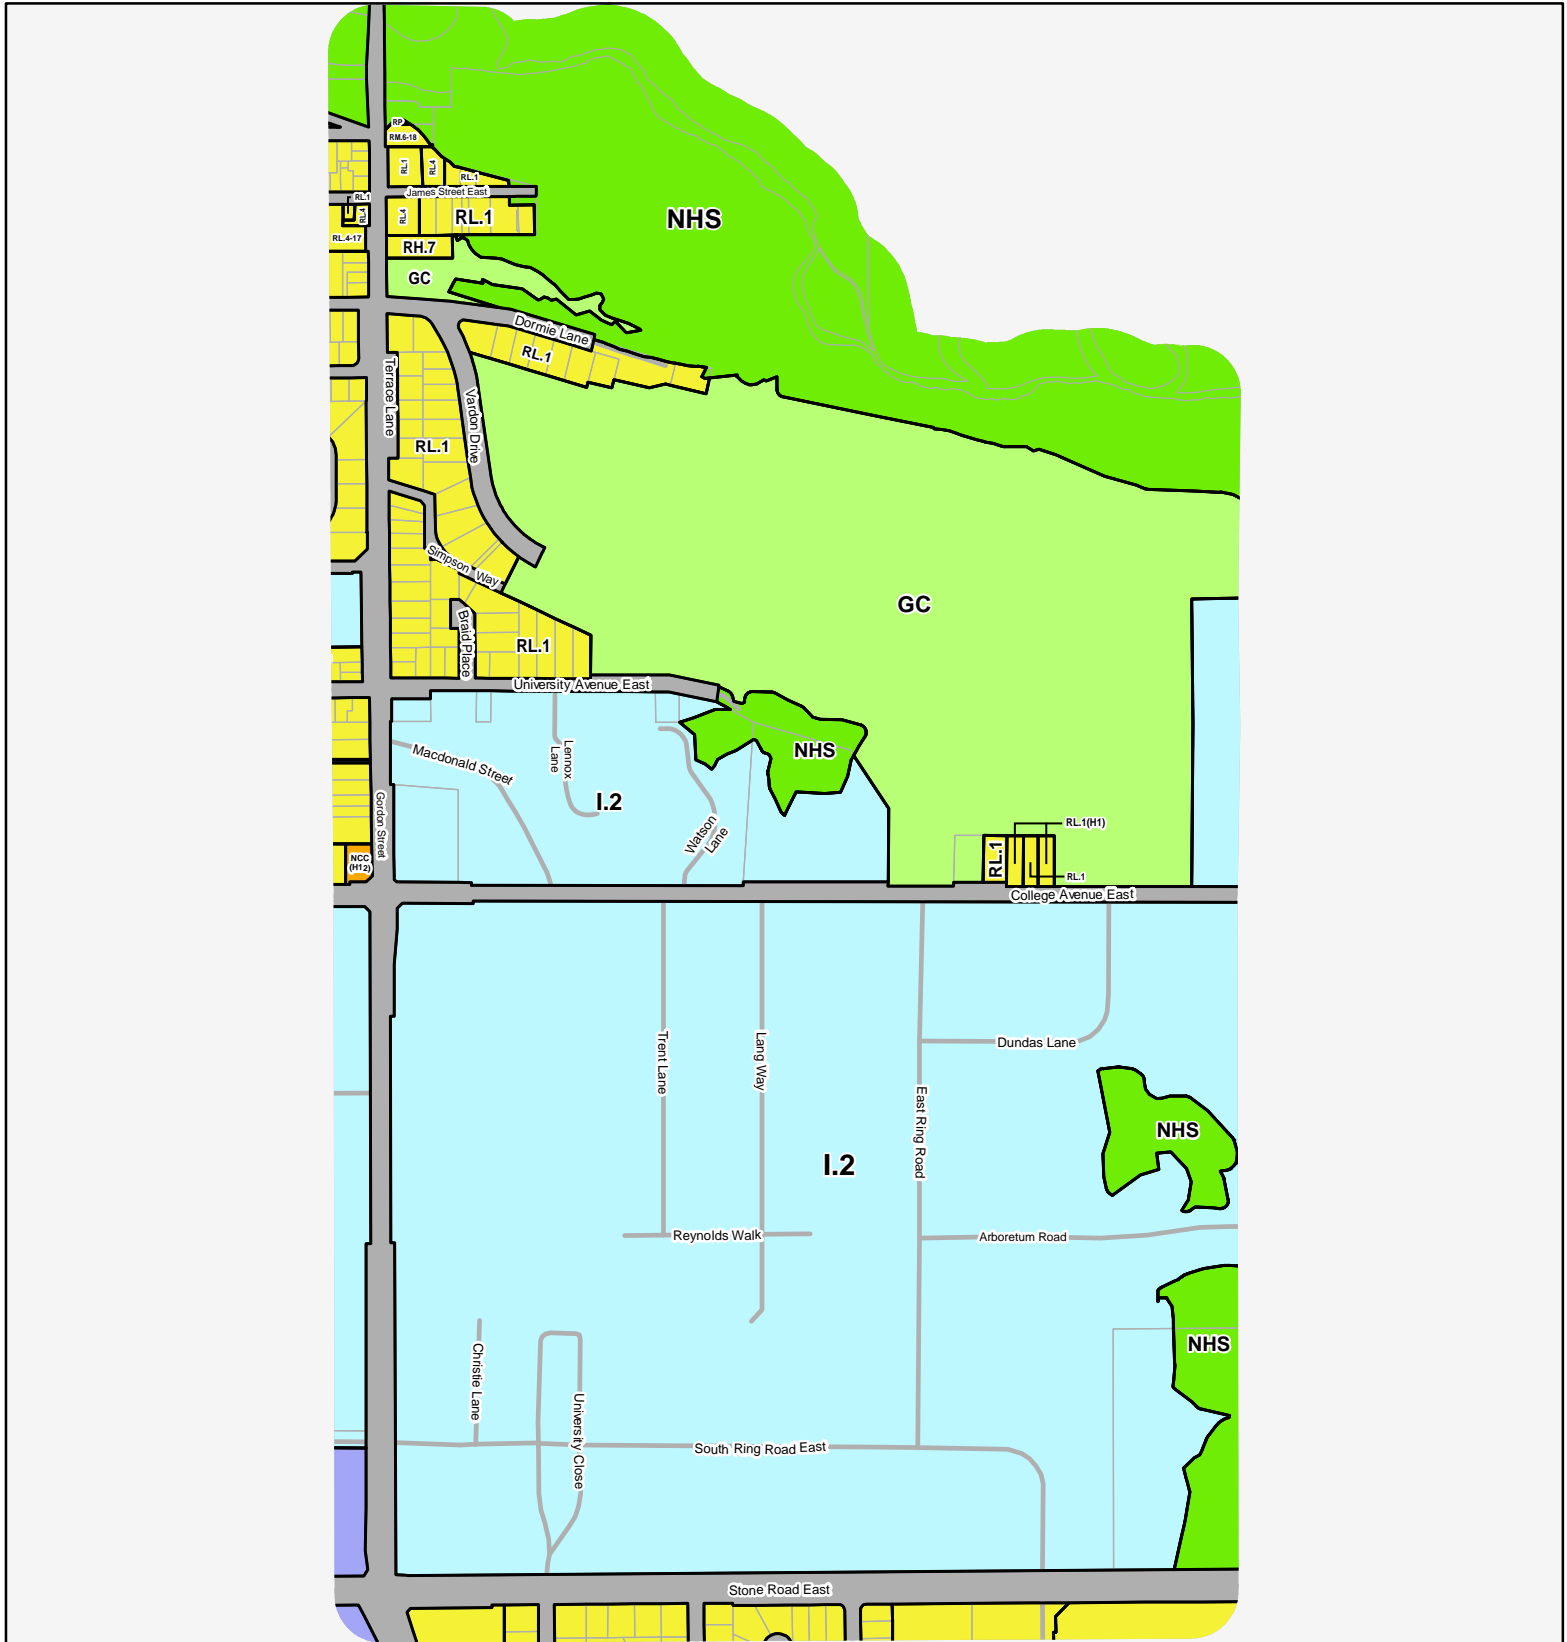 RP
RM.6-18
RL.1
RL.4
RL.1
James Street East
RL.1
RL.4
RL.4
RL.1
NHS
RL.4-17
RH.7
GC
Dormie Lane
RL.1
Terrace Lane
Vardon Drive
RL.1
Simpson Way
GC
Braid Place
RL.1
University Avenue East
NHS
Macdonald Street
Lennox
Lane
I.2
Watson
Lane
Gordon Street
RL.1(H1)
NCC
(H12)
RL.1
RL.1
College Avenue East
Trent Lane
Lang Way
Dundas Lane
East Ring Road
NHS
I.2
Reynolds Walk
Arboretum Road
NHS
Christie Lane
University Close
South Ring Road East
Stone Road East